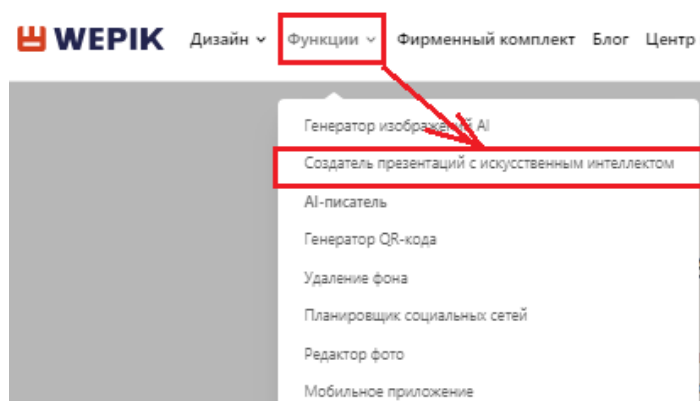 WEPIK Дизайн Функции Фирменный комплект Блог Центр
Генератор изображений AI
Создатель презентаций с искусственным интеллектом
AI-писатель
Генератор QR-кода
Удаление фона
Планировщик социальных сетей
Редактор фото
Мобильное приложение